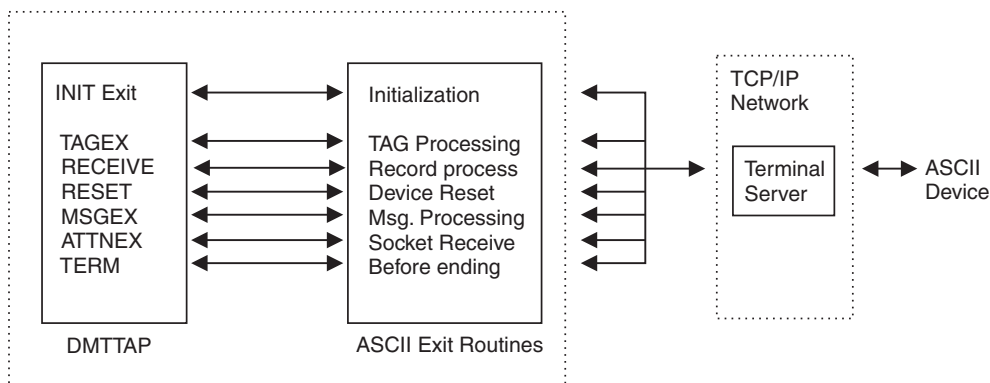 INIT Exit
TAGEX
RECEIVE
RESET
MSGEX
ATTNEX
TERM
DMTTAP
Initialization
TAG Processing
Record process
Device Reset
Msg. Processing
Socket Receive
Before ending
ASCII Exit Routines
TCP/IP
Network
Terminal
Server
ASCII
Device